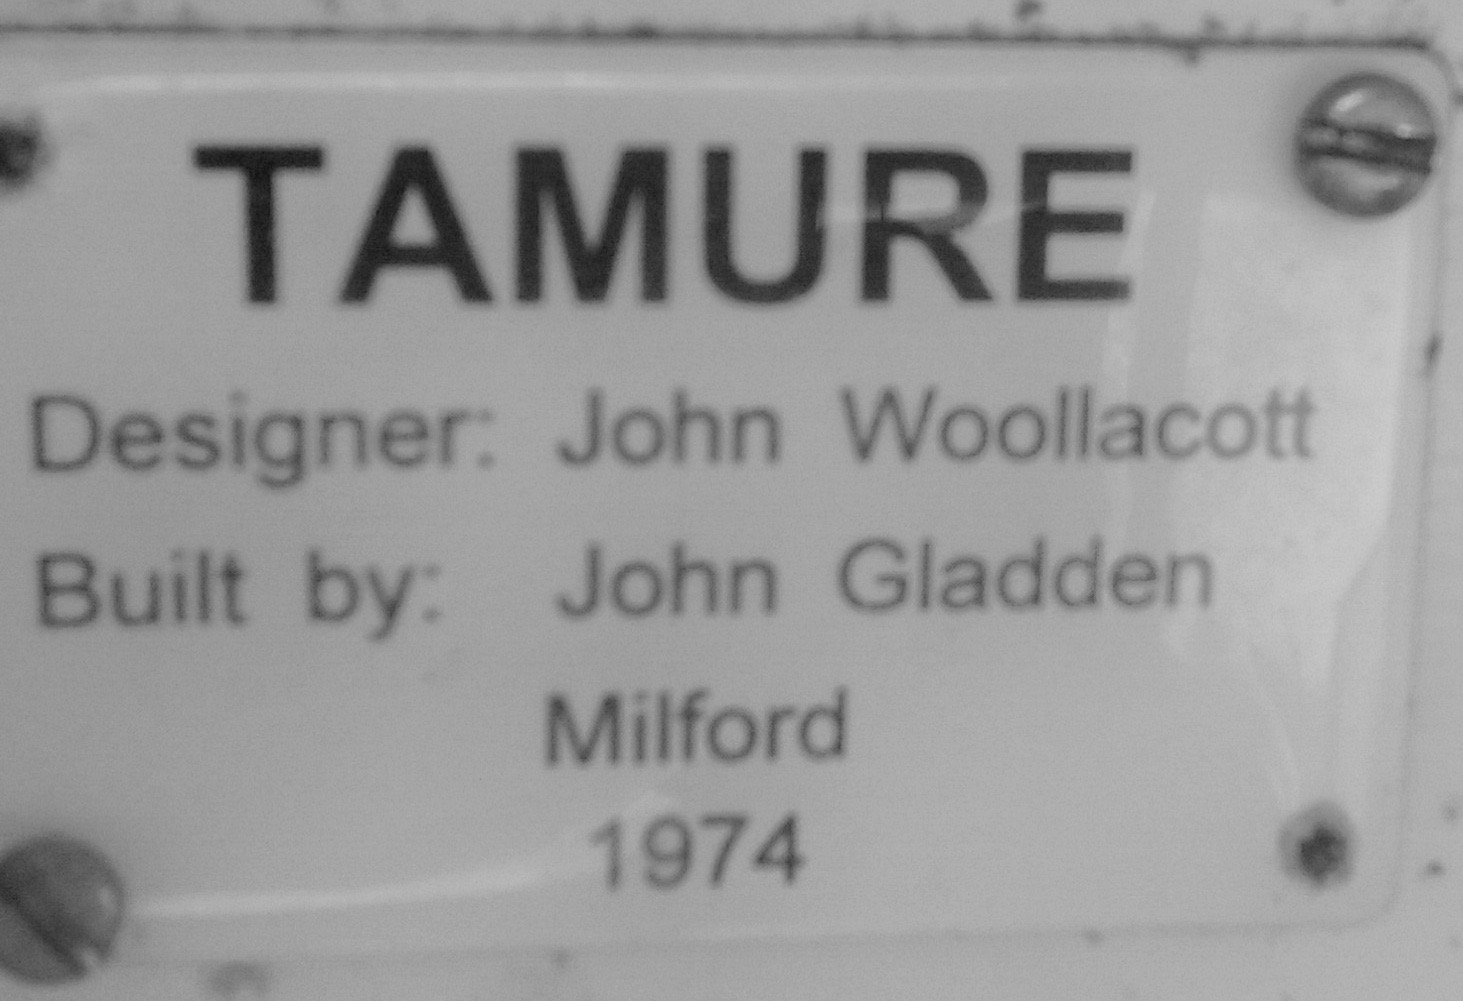 TAMURE
Designer: John Woollacott
Built by: John Gladden
Milford
1974